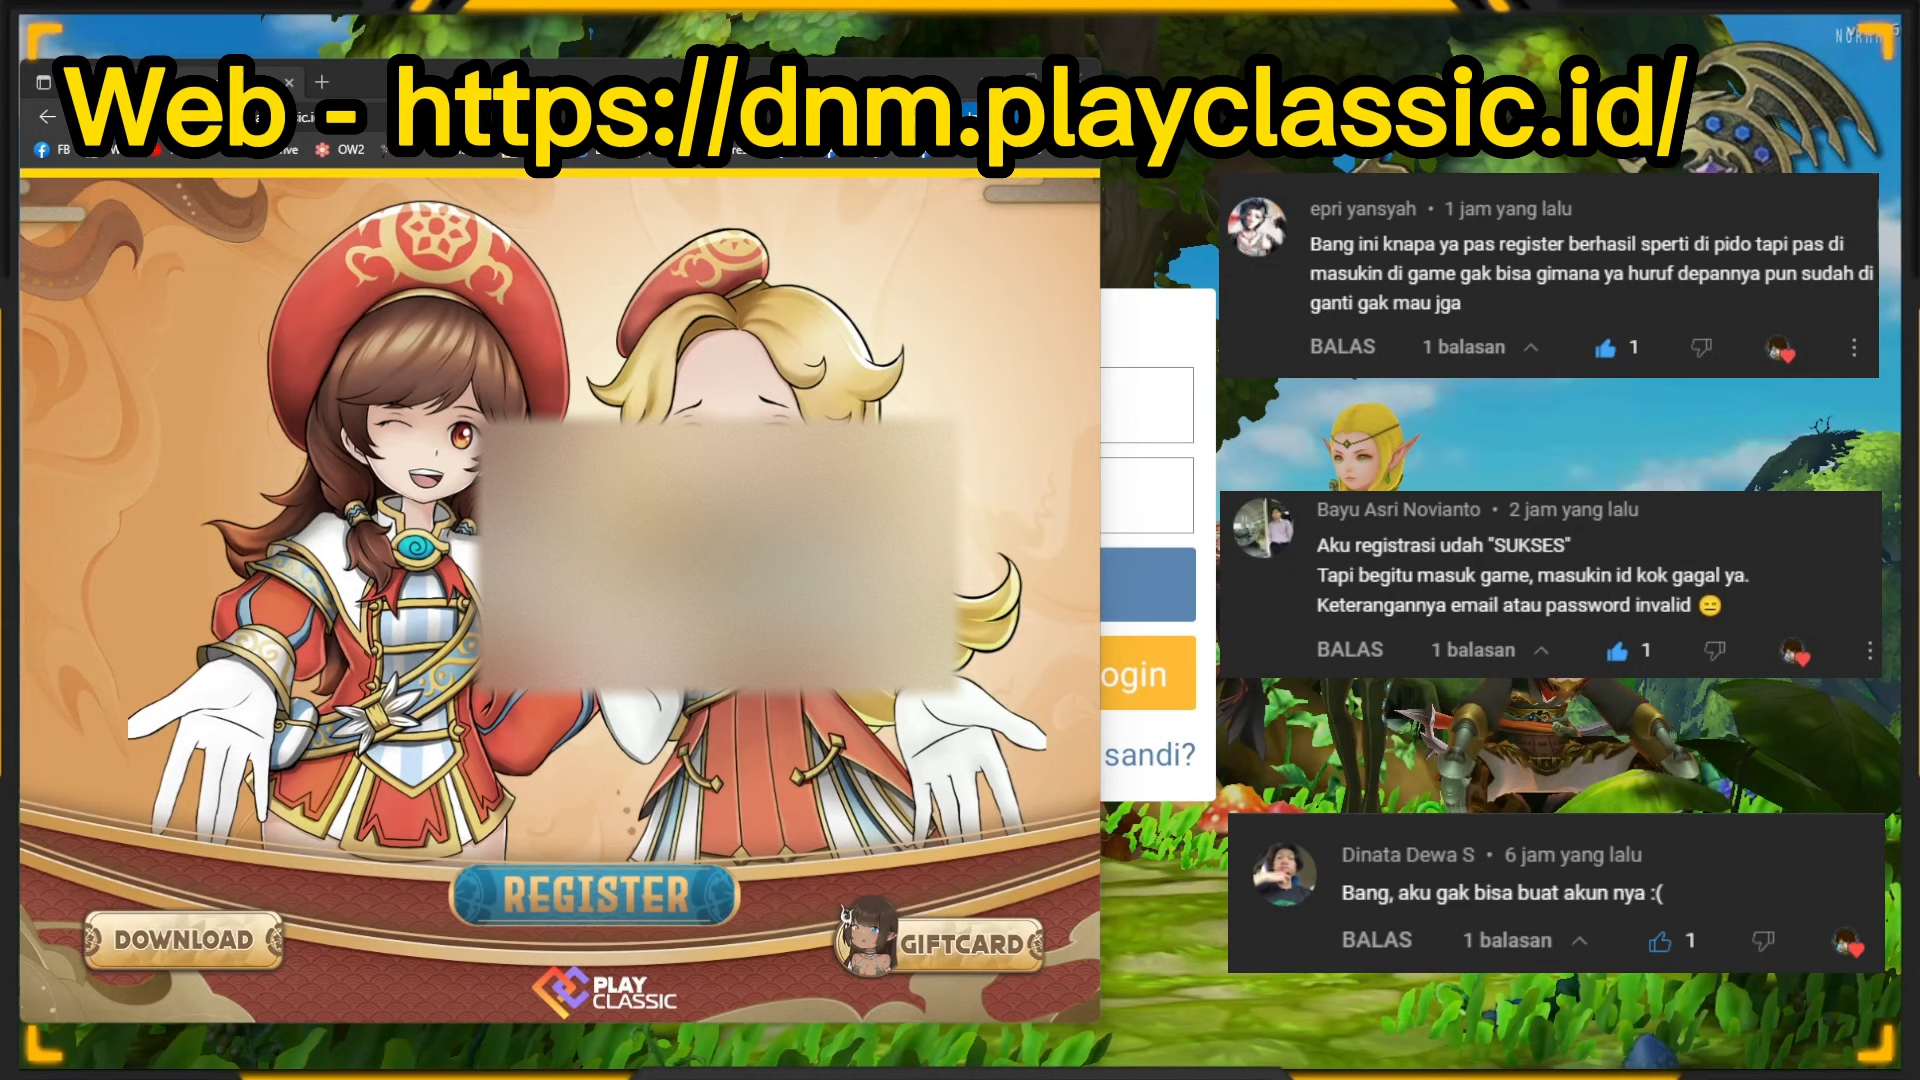 Web - https://dnm.playclassic.id/
FB
OW2
epri yansyah • 1 jam yang lalu
Bang ini knapa ya pas register berhasil sperti di pido tapi pas di
masukin di game gak bisa gimana ya huruf depannya pun sudah di
ganti gak mau jga
BALAS 1 balasan 1
Bayu Asri Novianto • 2 jam yang lalu
Aku registrasi udah "SUKSES"
Tapi begitu masuk game, masukin id kok gagal ya.
Keterangannya email atau password invalid 😑
BALAS 1 balasan 1
ogin
sandi?
Dinata Dewa S • 6 jam yang lalu
Bang, aku gak bisa buat akun nya :(
BALAS 1 balasan 1
REGISTER
DOWNLOAD
GIFTCARD
PLAY
CLASSIC